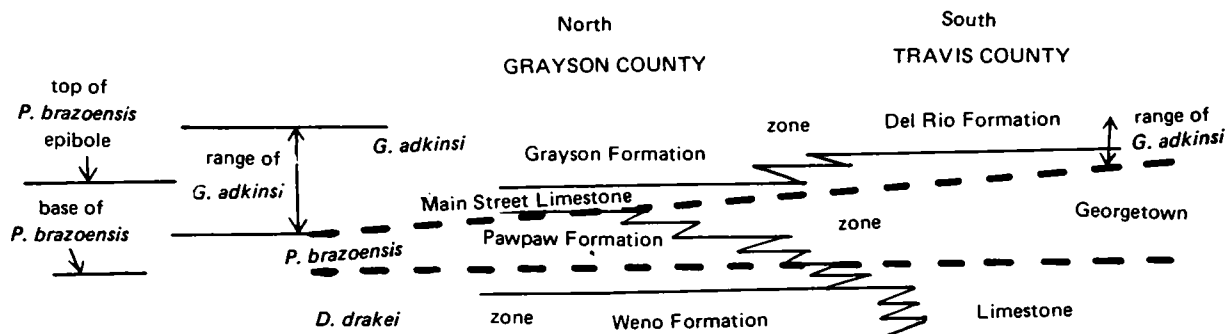 North
South
GRAYSON COUNTY
TRAVIS COUNTY
top of
P. brazoensis
epibole
base of
P. brazoensis
range of
G. adkinsi
G. adkinsi
zone
Grayson Formation
Del Rio Formation
range of
G. adkinsi
Main Street Limestone
Pawpaw Formation
P. brazoensis
zone
Georgetown
D. drakei
zone
Weno Formation
Limestone